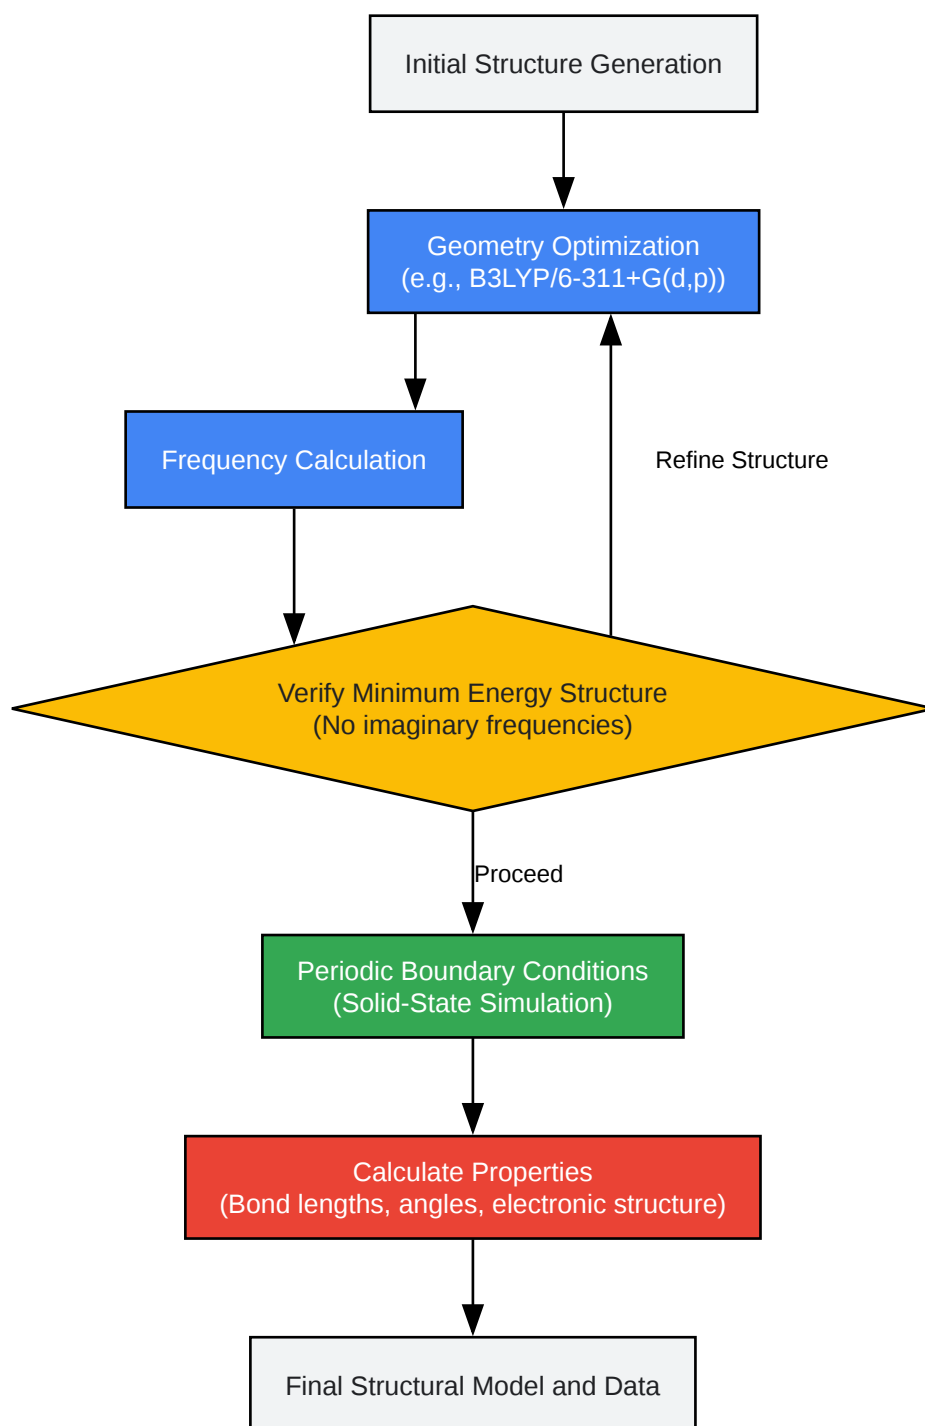 Initial Structure Generation
Geometry Optimization
(e.g., B3LYP/6-311+G(d,p))
Frequency Calculation
Refine Structure
Verify Minimum Energy Structure
(No imaginary frequencies)
Proceed
Periodic Boundary Conditions
(Solid-State Simulation)
Calculate Properties
(Bond lengths, angles, electronic structure)
Final Structural Model and Data